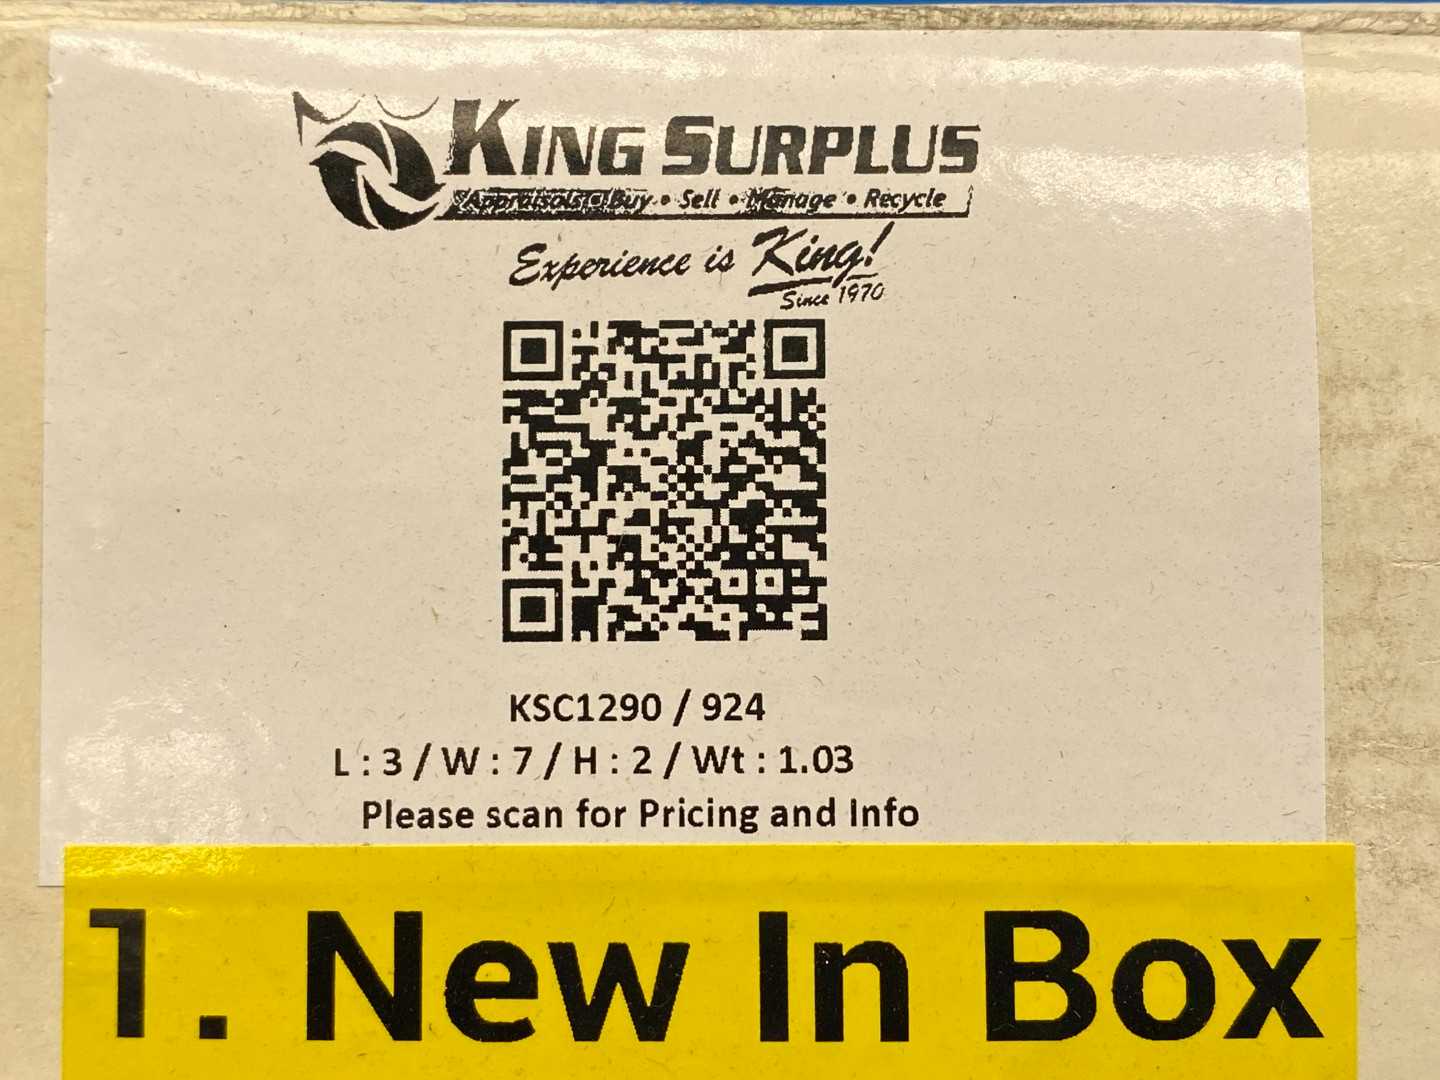 KING SURPLUS
Appraisals • Buy • Sell • Manage • Recycle
Experience is King!
Since 1970
KSC1290 / 924
L : 3 / W : 7 / H : 2 / Wt : 1.03
Please scan for Pricing and Info
1. New In Box